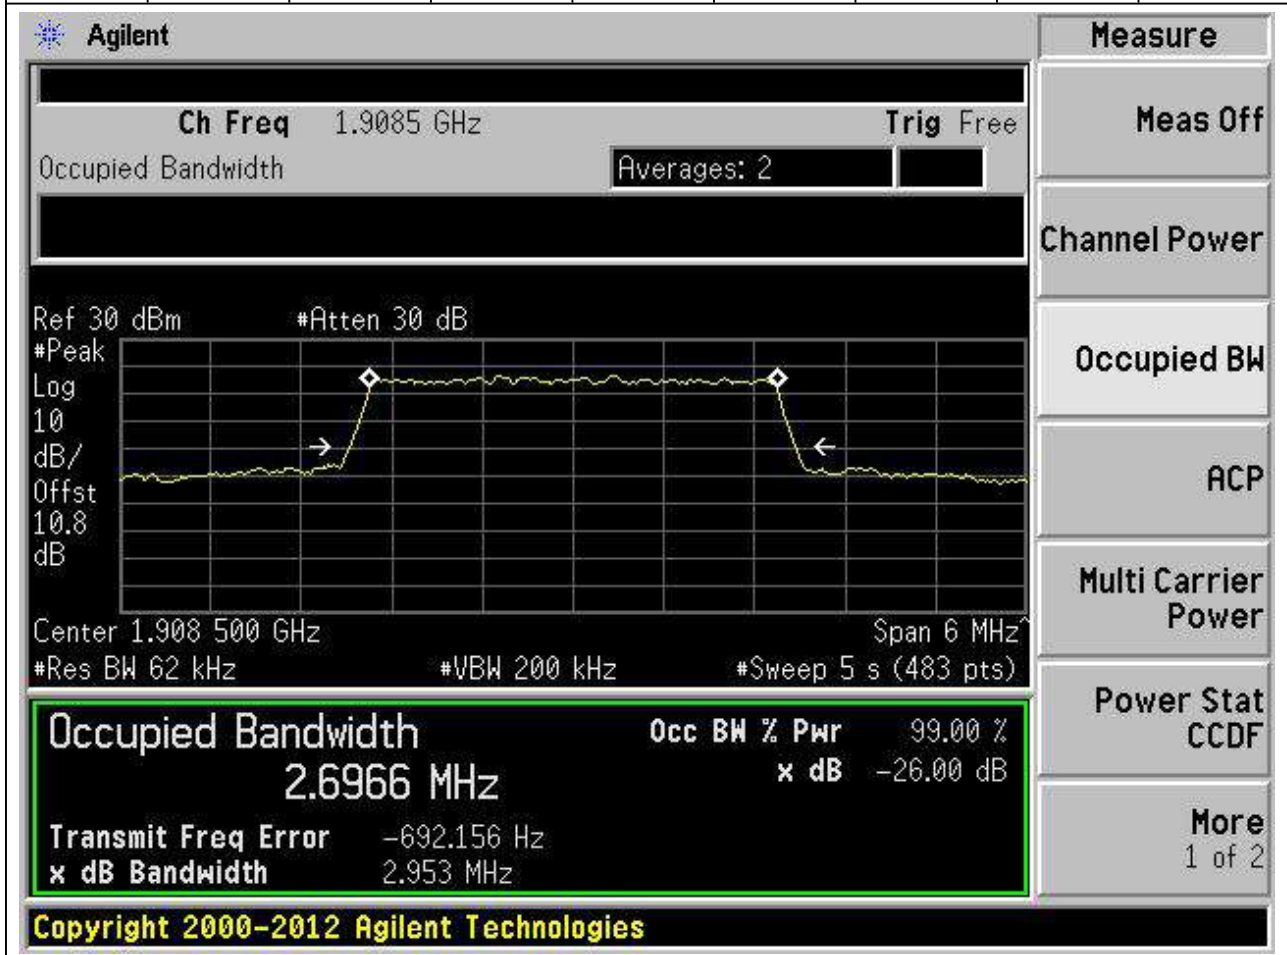 Agilent
Measure
Ch Freq 1.9085 GHz Trig Free
Meas Off
Occupied Bandwidth Averages: 2
Channel Power
Ref 30 dBm #Atten 30 dB
#Peak
Log
10
dB/
Offst
10.8
dB
Occupied BW
ACP
Multi Carrier
Power
Center 1.908 500 GHz Span 6 MHz^
#Res BW 62 kHz #VBW 200 kHz #Sweep 5 s (483 pts)
Occupied Bandwidth Occ BW % Pwr 99.00 %
2.6966 MHz x dB -26.00 dB
Transmit Freq Error -692.156 Hz
x dB Bandwidth 2.953 MHz
Power Stat
CCDF
More
1 of 2
Copyright 2000-2012 Agilent Technologies